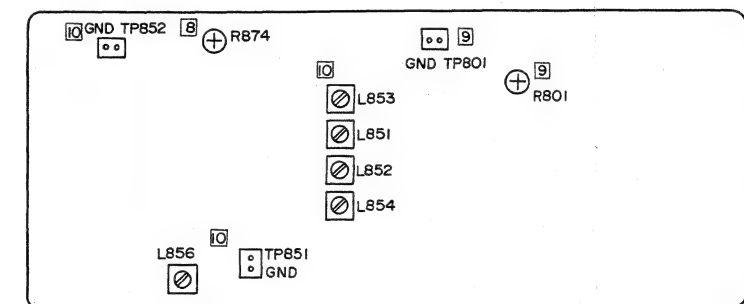 10 GND TP852 8 R874
9
GND TP801
9
R801
10
L853
L851
L852
L854
10
L856
TP851
GND